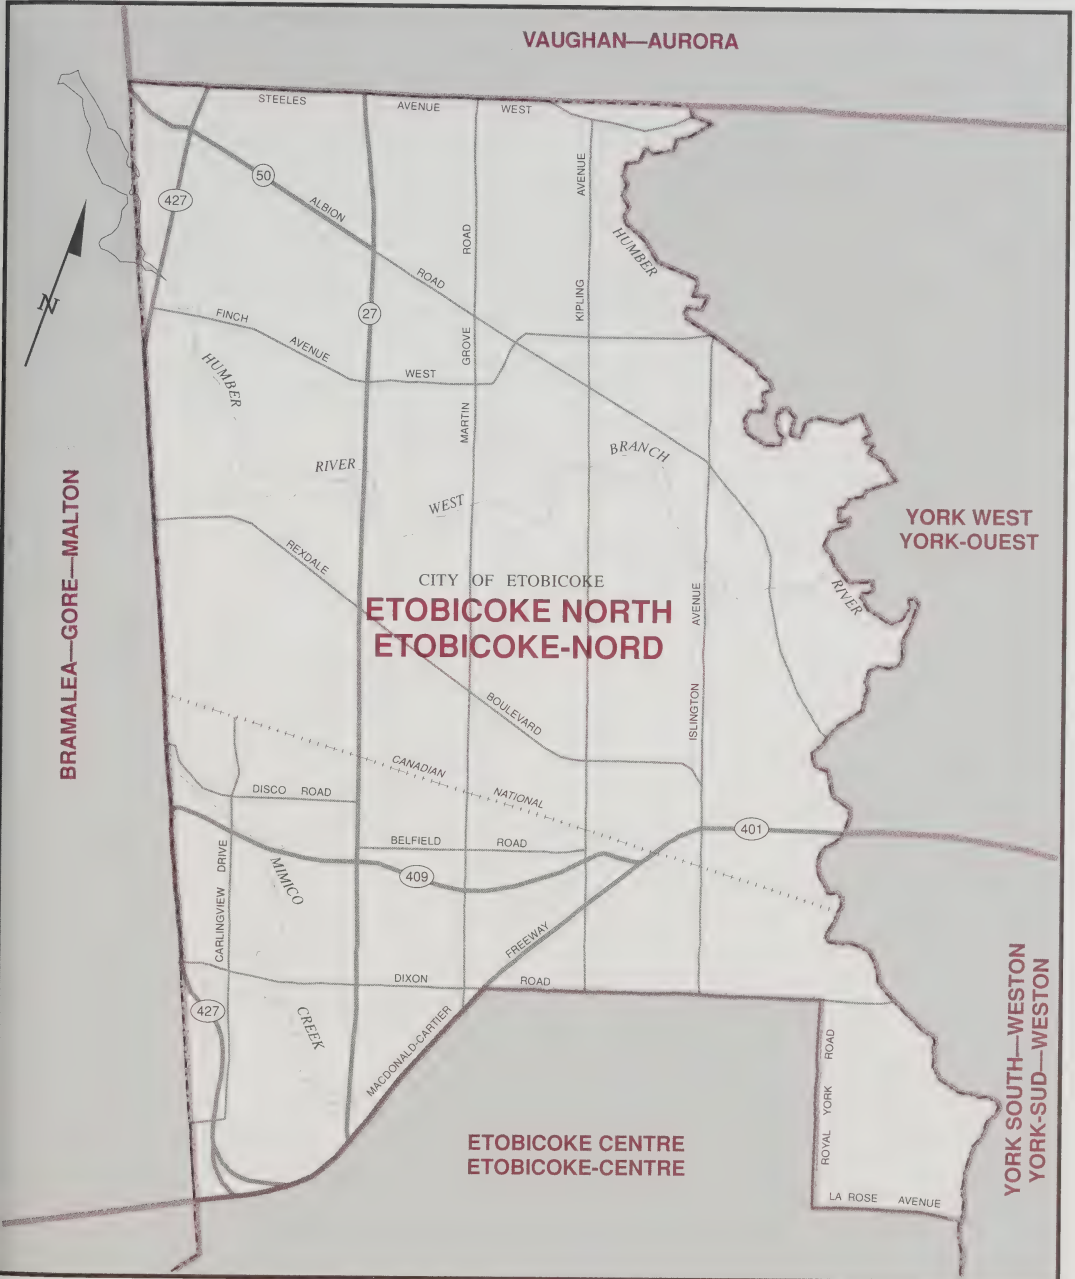 VAUGHAN—AURORA
STEELES AVENUE WEST
50
427
ALBION
ROAD
27
FINCH
AVENUE
WEST
MARTIN GROVE ROAD
KIPLING AVENUE
HUMBER
N
HUMBER
RIVER
WEST
BRANCH
BRAMALEA—GORE—MALTON
YORK WEST
YORK-OUEST
REXDALE
CITY OF ETOBICOKE
ETOBICOKE NORTH
ETOBICOKE-NORD
ISLINGTON AVENUE
RIVER
BOULEVARD
CANADIAN
NATIONAL
DISCO ROAD
401
BELFIELD ROAD
409
CARLINGVIEW DRIVE
MIMICO
FREEWAY
DIXON ROAD
427
CREEK
MACDONALD-CARTIER
ROYAL YORK ROAD
YORK SOUTH—WESTON
YORK-SUD—WESTON
ETOBICOKE CENTRE
ETOBICOKE-CENTRE
LA ROSE AVENUE